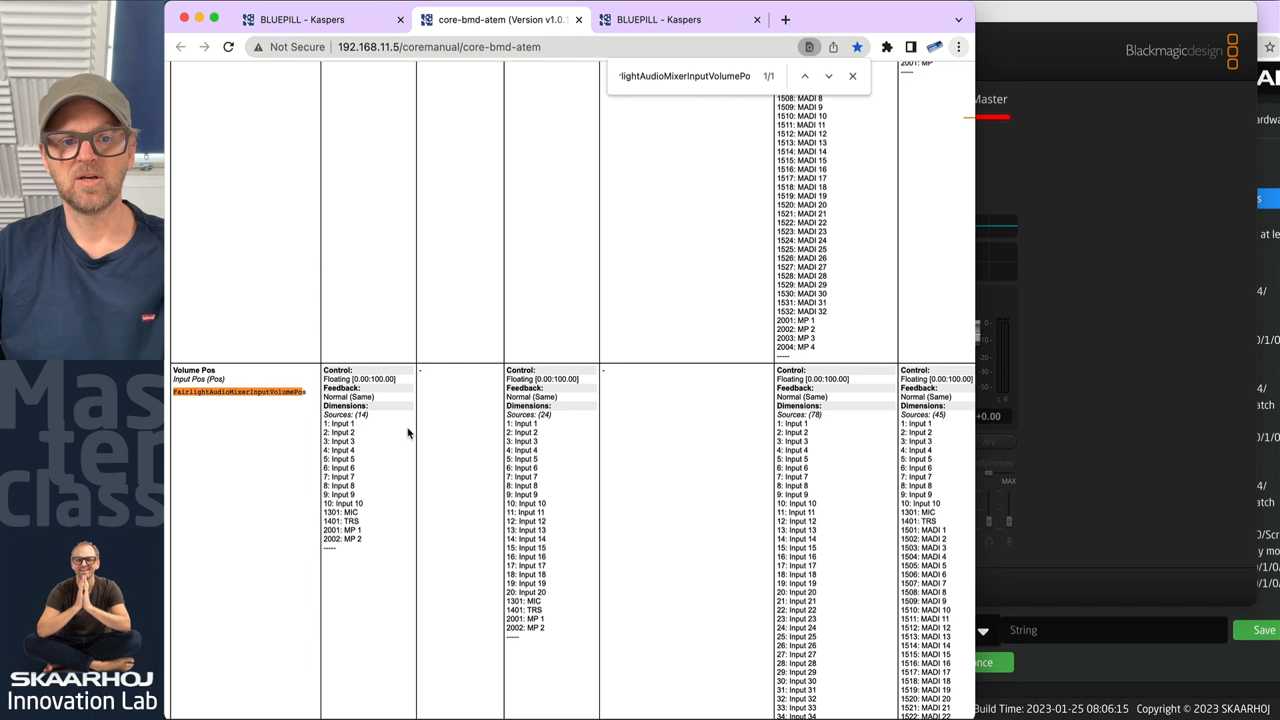 BLUEPILL - Kaspers
core-bmd-atem (Version v1.0.1
BLUEPILL - Kaspers
Not Secure
192.168.11.5/coremanual/core-bmd-atem
rlightAudioMixerInputVolumePo
1/1
Blackmagicdesign
Master
2001: MP
-----
1508: MADI 8
1509: MADI 9
1510: MADI 10
1511: MADI 11
1512: MADI 12
1513: MADI 13
1514: MADI 14
1515: MADI 15
1516: MADI 16
1517: MADI 17
1518: MADI 18
1519: MADI 19
1520: MADI 20
1521: MADI 21
1522: MADI 22
1523: MADI 23
1524: MADI 24
1525: MADI 25
1526: MADI 26
1527: MADI 27
1528: MADI 28
1529: MADI 29
1530: MADI 30
1531: MADI 31
1532: MADI 32
2001: MP 1
2002: MP 2
2003: MP 3
2004: MP 4
-----
Volume Pos
Input Pos (Pos)
FairlightAudioMixerInputVolumePos
Control:
Floating [0.00:100.00]
Feedback:
Normal (Same)
Dimensions:
Sources: (14)
1: Input 1
2: Input 2
3: Input 3
4: Input 4
5: Input 5
6: Input 6
7: Input 7
8: Input 8
9: Input 9
10: Input 10
1301: MIC
1401: TRS
2001: MP 1
2002: MP 2
-----
-
Control:
Floating [0.00:100.00]
Feedback:
Normal (Same)
Dimensions:
Sources: (24)
1: Input 1
2: Input 2
3: Input 3
4: Input 4
5: Input 5
6: Input 6
7: Input 7
8: Input 8
9: Input 9
10: Input 10
11: Input 11
12: Input 12
13: Input 13
14: Input 14
15: Input 15
16: Input 16
17: Input 17
18: Input 18
19: Input 19
20: Input 20
1301: MIC
1401: TRS
2001: MP 1
2002: MP 2
-----
-
Control:
Floating [0.00:100.00]
Feedback:
Normal (Same)
Dimensions:
Sources: (78)
1: Input 1
2: Input 2
3: Input 3
4: Input 4
5: Input 5
6: Input 6
7: Input 7
8: Input 8
9: Input 9
10: Input 10
11: Input 11
12: Input 12
13: Input 13
14: Input 14
15: Input 15
16: Input 16
17: Input 17
18: Input 18
19: Input 19
20: Input 20
21: Input 21
22: Input 22
23: Input 23
24: Input 24
25: Input 25
26: Input 26
27: Input 27
28: Input 28
29: Input 29
30: Input 30
31: Input 31
32: Input 32
33: Input 33
34: Input 34
Control:
Floating [0.00:100.00]
Feedback:
Normal (Same)
Dimensions:
Sources: (45)
1: Input 1
2: Input 2
3: Input 3
4: Input 4
5: Input 5
6: Input 6
7: Input 7
8: Input 8
9: Input 9
10: Input 10
1301: MIC
1401: TRS
1501: MADI 1
1502: MADI 2
1503: MADI 3
1504: MADI 4
1505: MADI 5
1506: MADI 6
1507: MADI 7
1508: MADI 8
1509: MADI 9
1510: MADI 10
1511: MADI 11
1512: MADI 12
1513: MADI 13
1514: MADI 14
1515: MADI 15
1516: MADI 16
1517: MADI 17
1518: MADI 18
1519: MADI 19
1520: MADI 20
1521: MADI 21
1522: MADI 22
0
-10
-20
-30
-50
L R
+0.00
AFV
MAX
String
Save
Build Time: 2023-01-25 08:06:15 Copyright © 2023 SKAARHOJ
Mas
ter
Class
SKAARHOJ
Innovation Lab